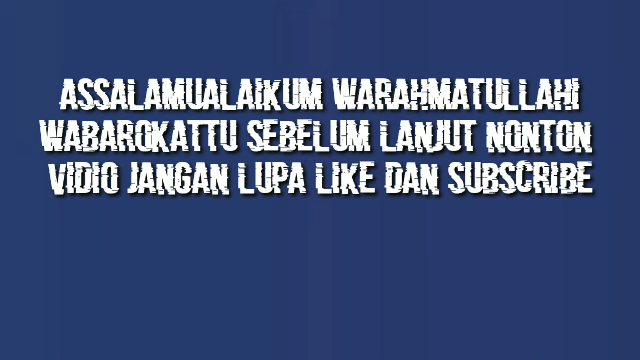 ASSALAMUALAIKUM WARAHMATULLAHI
WABAROKATTU SEBELUM LANJUT NONTON
VIDIO JANGAN LUPA LIKE DAN SUBSCRIBE